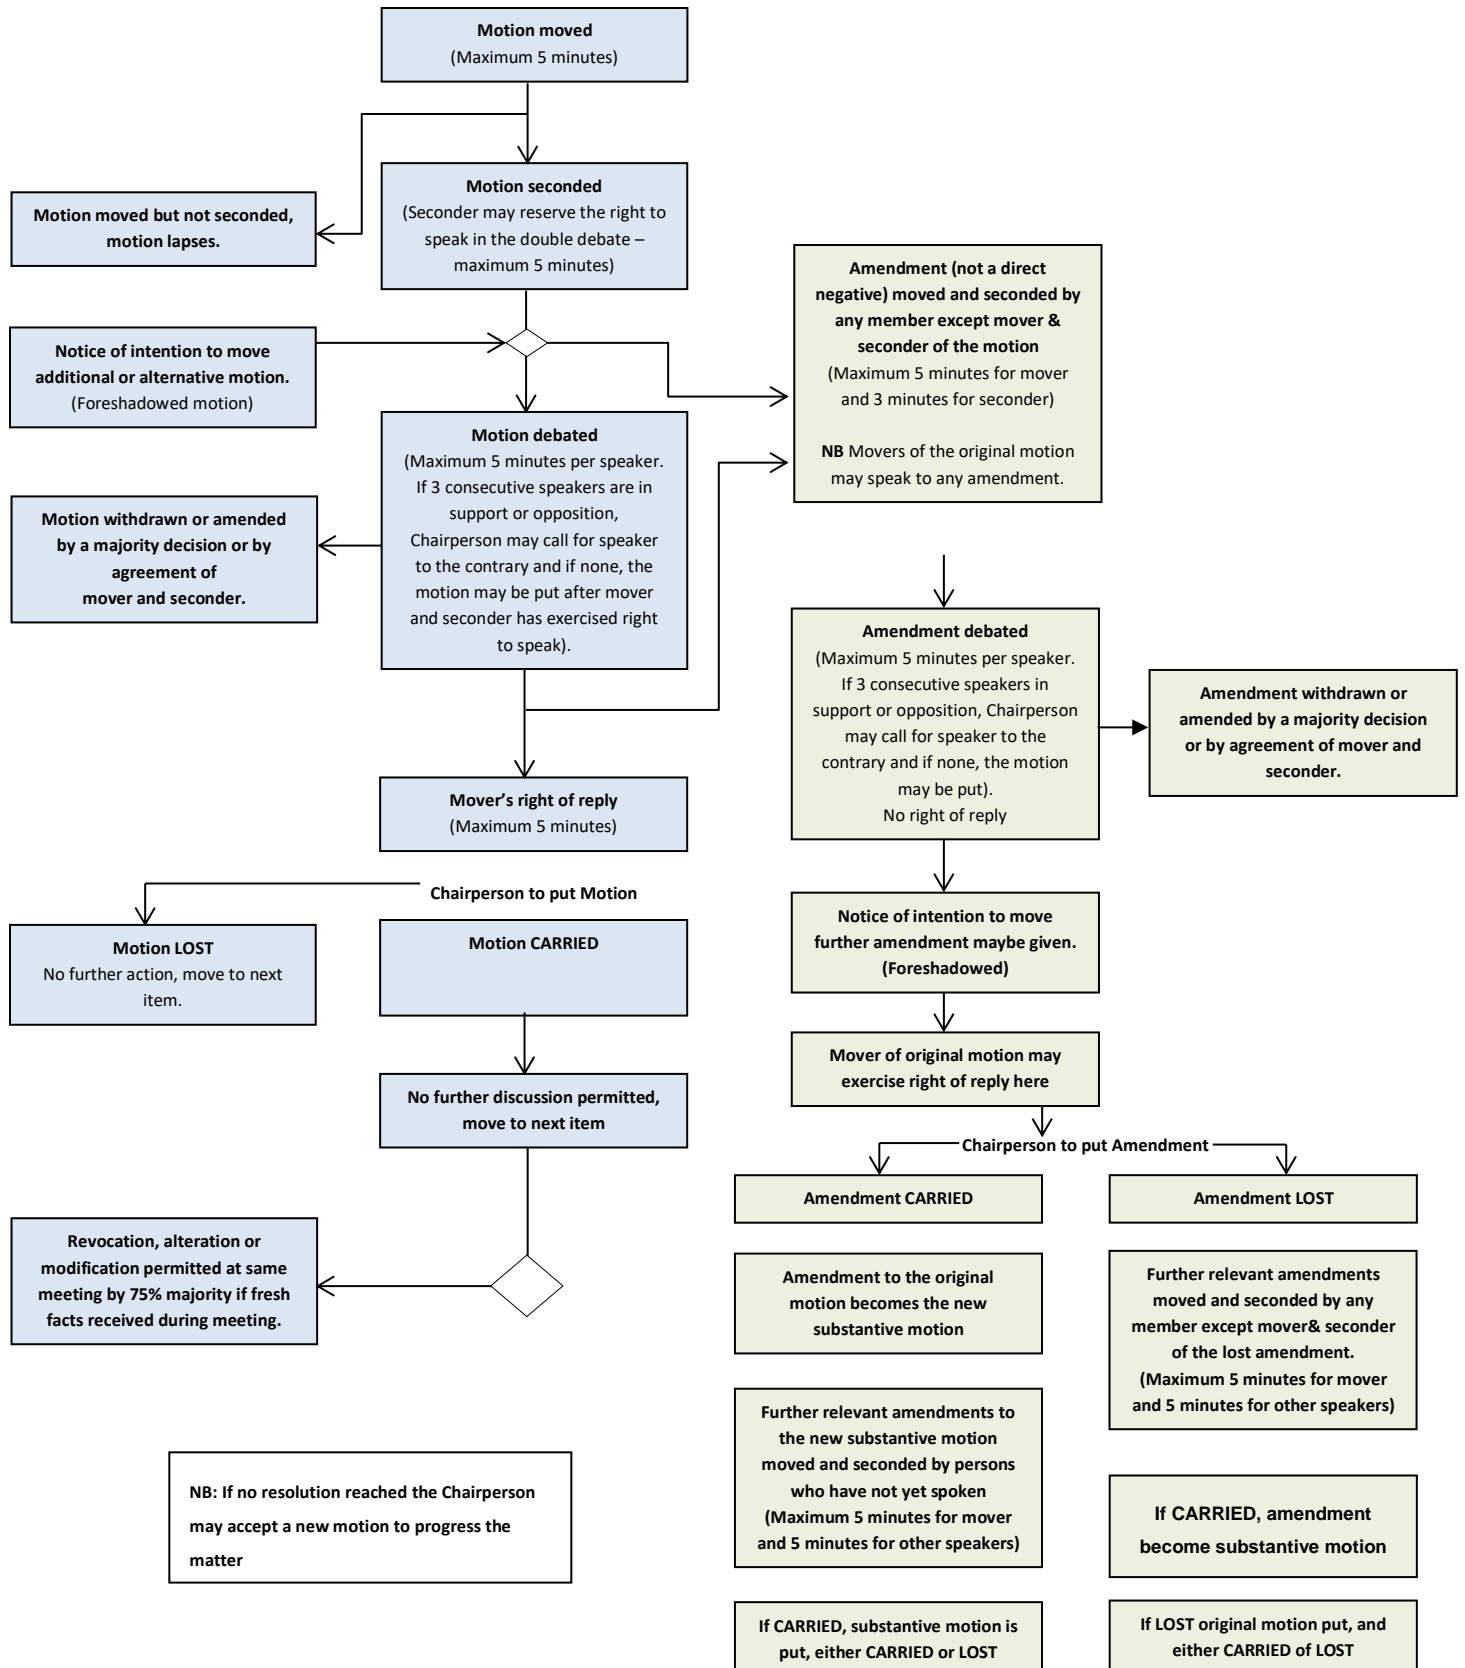 Motion moved
(Maximum 5 minutes)
Motion seconded
(Seconder may reserve the right to
speak in the double debate –
maximum 5 minutes)
Motion moved but not seconded,
motion lapses.
Notice of intention to move
additional or alternative motion.
(Foreshadowed motion)
Motion debated
(Maximum 5 minutes per speaker.
If 3 consecutive speakers are in
support or opposition,
Chairperson may call for speaker
to the contrary and if none, the
motion may be put after mover
and seconder has exercised right
to speak).
Motion withdrawn or amended
by a majority decision or by
agreement of
mover and seconder.
Mover’s right of reply
(Maximum 5 minutes)
Chairperson to put Motion
Motion LOST
No further action, move to next
item.
Motion CARRIED
No further discussion permitted,
move to next item
Revocation, alteration or
modification permitted at same
meeting by 75% majority if fresh
facts received during meeting.
NB: If no resolution reached the Chairperson
may accept a new motion to progress the
matter
Amendment (not a direct
negative) moved and seconded by
any member except mover &
seconder of the motion
(Maximum 5 minutes for mover
and 3 minutes for seconder)
NB Movers of the original motion
may speak to any amendment.
Amendment debated
(Maximum 5 minutes per speaker.
If 3 consecutive speakers in
support or opposition, Chairperson
may call for speaker to the
contrary and if none, the motion
may be put).
No right of reply
Amendment withdrawn or
amended by a majority decision
or by agreement of mover and
seconder.
Notice of intention to move
further amendment maybe given.
(Foreshadowed)
Mover of original motion may
exercise right of reply here
Chairperson to put Amendment
Amendment CARRIED
Amendment to the original
motion becomes the new
substantive motion
Further relevant amendments to
the new substantive motion
moved and seconded by persons
who have not yet spoken
(Maximum 5 minutes for mover
and 5 minutes for other speakers)
If CARRIED, substantive motion is
put, either CARRIED or LOST
Amendment LOST
Further relevant amendments
moved and seconded by any
member except mover& seconder
of the lost amendment.
(Maximum 5 minutes for mover
and 5 minutes for other speakers)
If CARRIED, amendment
become substantive motion
If LOST original motion put, and
either CARRIED of LOST